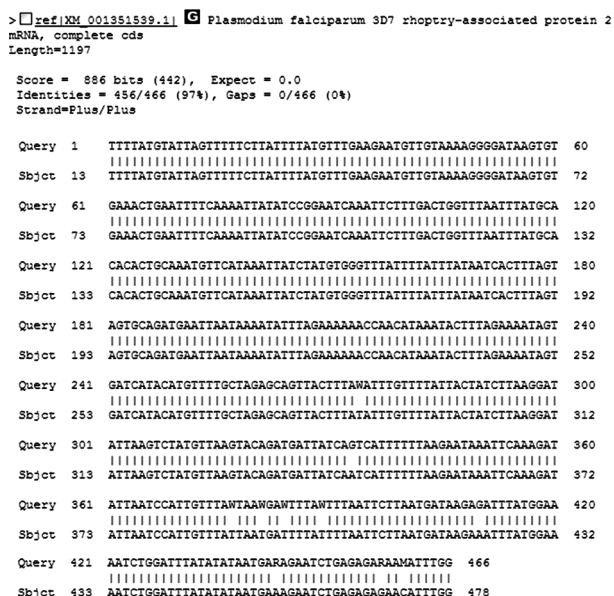 >ref|XM_001351539.1| G Plasmodium falciparum 3D7 rhoptry-associated protein 2
mRNA, complete cds
Length=1197
Score = 886 bits (442), Expect = 0.0
Identities = 456/466 (97%), Gaps = 0/466 (0%)
Strand=Plus/Plus
Query 1 TTTTATGTATTAGTTTTTCTTATTTTATGTTTGAAGAATGTTGTAAAAGGGGATAAGTGT 60
Sbjct 13 TTTTATGTATTAGTTTTTCTTATTTTATGTTTGAAGAATGTTGTAAAAGGGGATAAGTGT 72
Query 61 GAAACTGAATTTTCAAAATTATATCCGGAATCAAATTCTTTGACTGGTTTAATTTATGCA 120
Sbjct 73 GAAACTGAATTTTCAAAATTATATCCGGAATCAAATTCTTTGACTGGTTTAATTTATGCA 132
Query 121 CACACTGCAAATGTTCATAAATTATCTATGTGGGTTTATTTTATTTATAATCACTTTAGT 180
Sbjct 133 CACACTGCAAATGTTCATAAATTATCTATGTGGGTTTATTTTATTTATAATCACTTTAGT 192
Query 181 AGTGCAGATGAATTAATAAAATATTTAGAAAAAACCAACATAAATACTTTAGAAAATAGT 240
Sbjct 193 AGTGCAGATGAATTAATAAAATATTTAGAAAAAACCAACATAAATACTTTAGAAAATAGT 252
Query 241 GATCATACATGTTTTGCTAGAGCAGTTACTTTAWATTTGTTTTATTACTATCTTAAGGAT 300
Sbjct 253 GATCATACATGTTTTGCTAGAGCAGTTACTTTATATTTGTTTTATTACTATCTTAAGGAT 312
Query 301 ATTAAGTCTATGTTAAGTACAGATGATTATCAGTCATTTTTTAAGAATAAATTCAAAGAT 360
Sbjct 313 ATTAAGTCTATGTTAAGTACAGATGATTATCAATCATTTTTTAAGAATAAATTCAAAGAT 372
Query 361 ATTAATCCATTGTTTAWTAAWGAWTTTAWTTTAATTCTTAATGATAAGAGATTTATGGAA 420
Sbjct 373 ATTAATCCATTGTTTATTAATGATTTTATTTTAATTCTTAATGATAAGAAATTTATGGAA 432
Query 421 AATCTGGATTTATATATAATGARAGAATCTGAGAGARAAMATTTGG 466
Sbjct 433 AATCTGGATTTATATATAATGAAAGAATCTGAGAGAGAACATTTGG 478